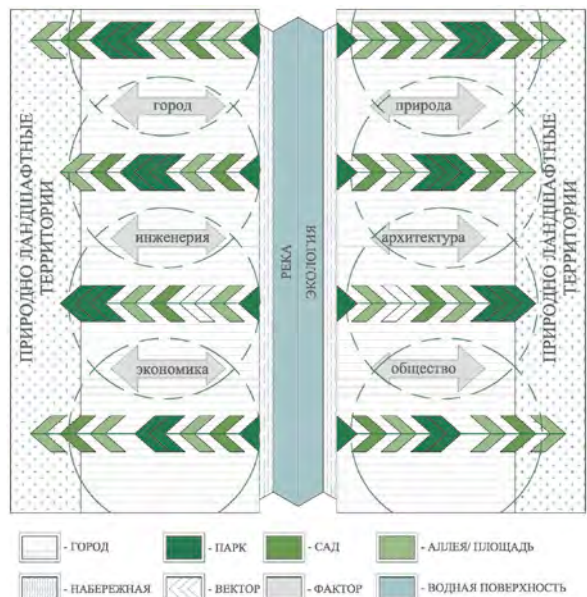 ПРИРОДНО ЛАНДШАФТНЫЕ
ТЕРРИТОРИИ
город
инженерия
экономика
РЕКА
ЭКОЛОГИЯ
природа
архитектура
общество
ПРИРОДНО ЛАНДШАФТНЫЕ
ТЕРРИТОРИИ
- ГОРОД
- ПАРК
- САД
- АЛЛЕЯ/ ПЛОЩАДЬ
- НАБЕРЕЖНАЯ
- ВЕКТОР
- ФАКТОР
- ВОДНАЯ ПОВЕРХНОСТЬ